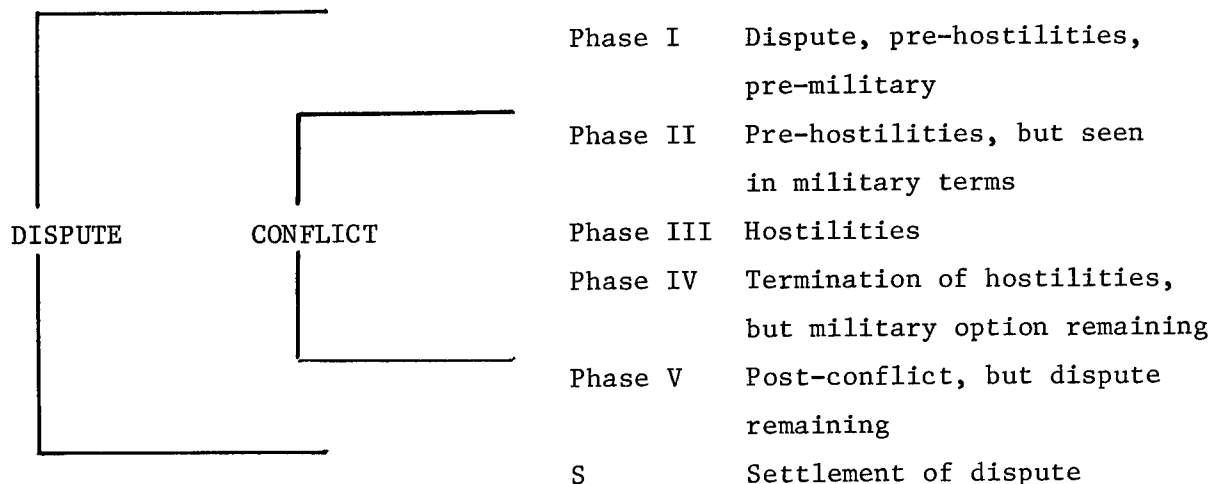 Phase I Dispute, pre-hostilities,
pre-military
Phase II Pre-hostilities, but seen
in military terms
DISPUTE CONFLICT Phase III Hostilities
Phase IV Termination of hostilities,
but military option remaining
Phase V Post-conflict, but dispute
remaining
S Settlement of dispute